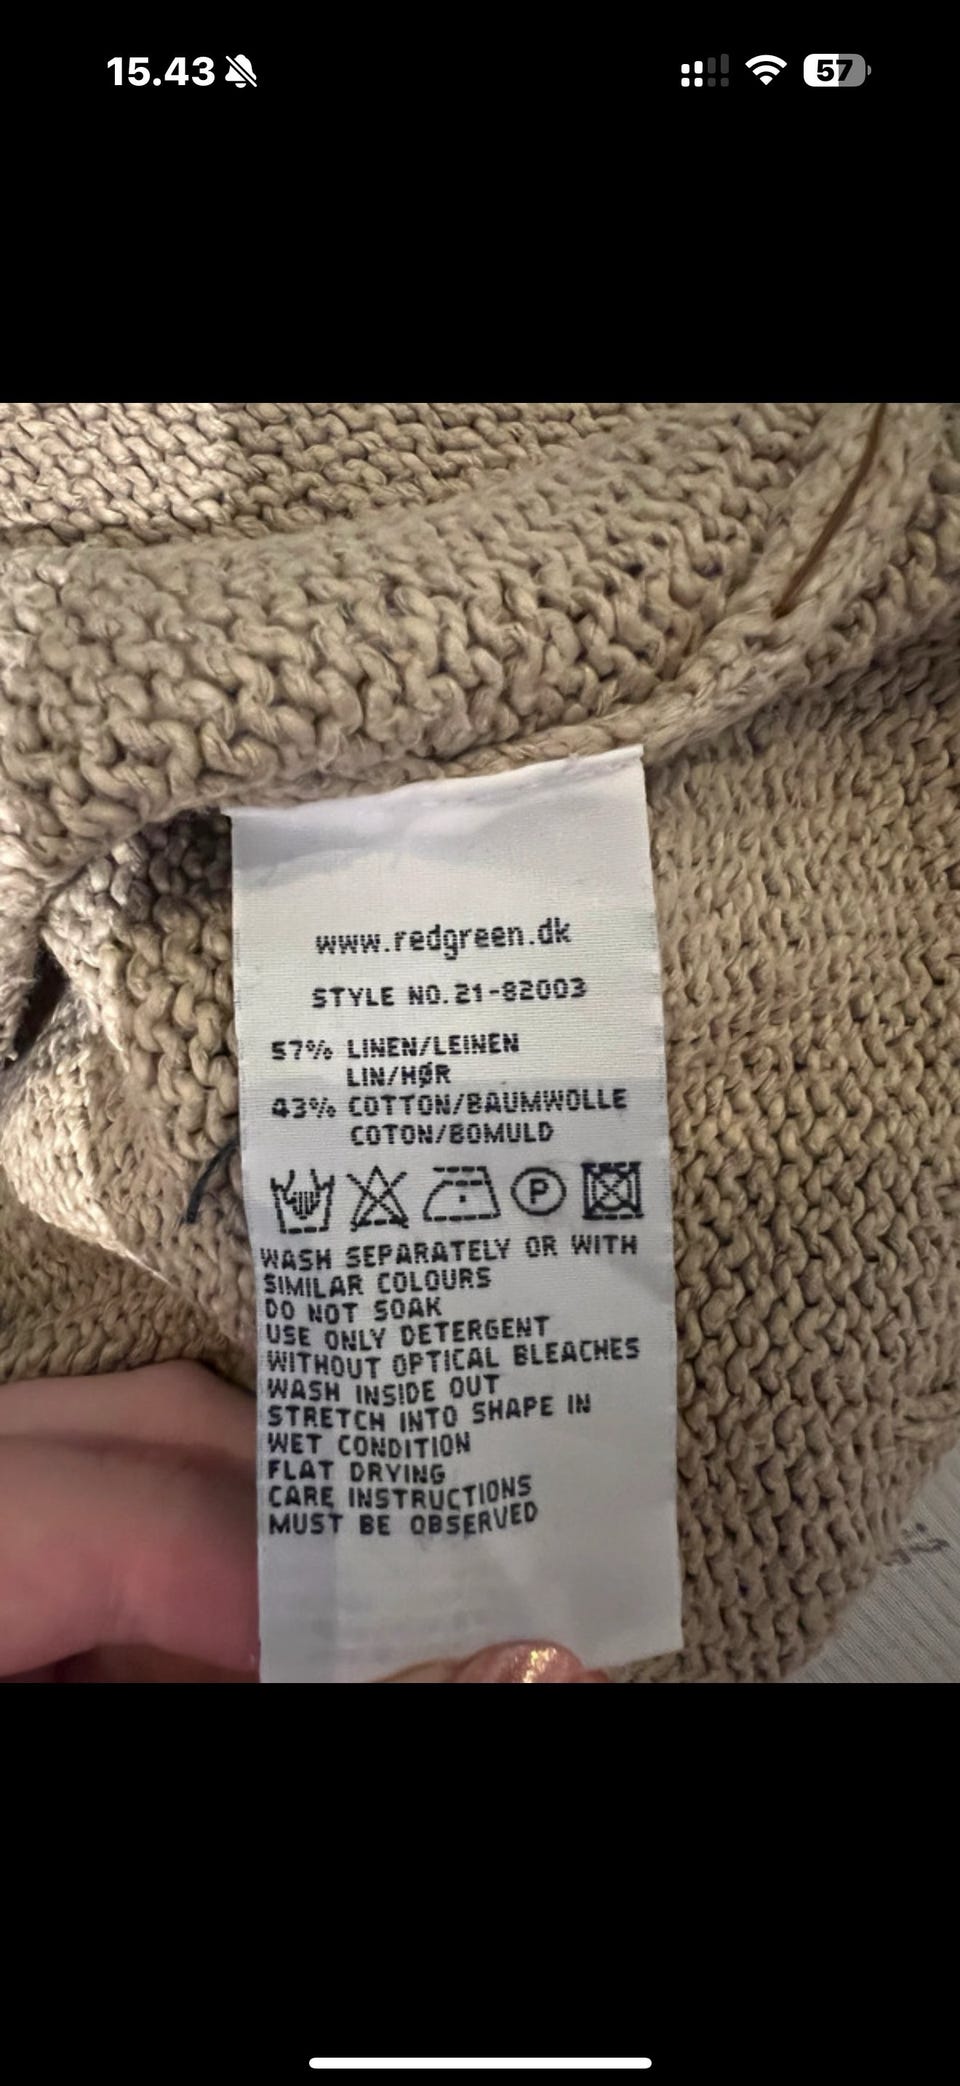 15.43
57
www.redgreen.dk
STYLE NO. 21-82003
57% LINEN/LEINEN
LIN/HØR
43% COTTON/BAUMWOLLE
COTON/BOMULD
P
WASH SEPARATELY OR WITH
SIMILAR COLOURS
DO NOT SOAK
USE ONLY DETERGENT
WITHOUT OPTICAL BLEACHES
WASH INSIDE OUT
STRETCH INTO SHAPE IN
WET CONDITION
FLAT DRYING
CARE INSTRUCTIONS
MUST BE OBSERVED